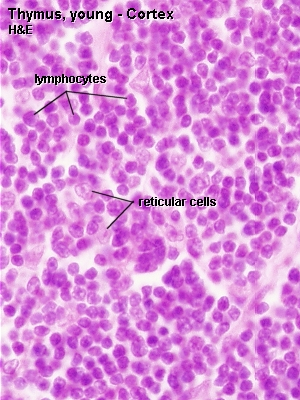 Thymus, young - Cortex
H&E
lymphocytes
reticular cells